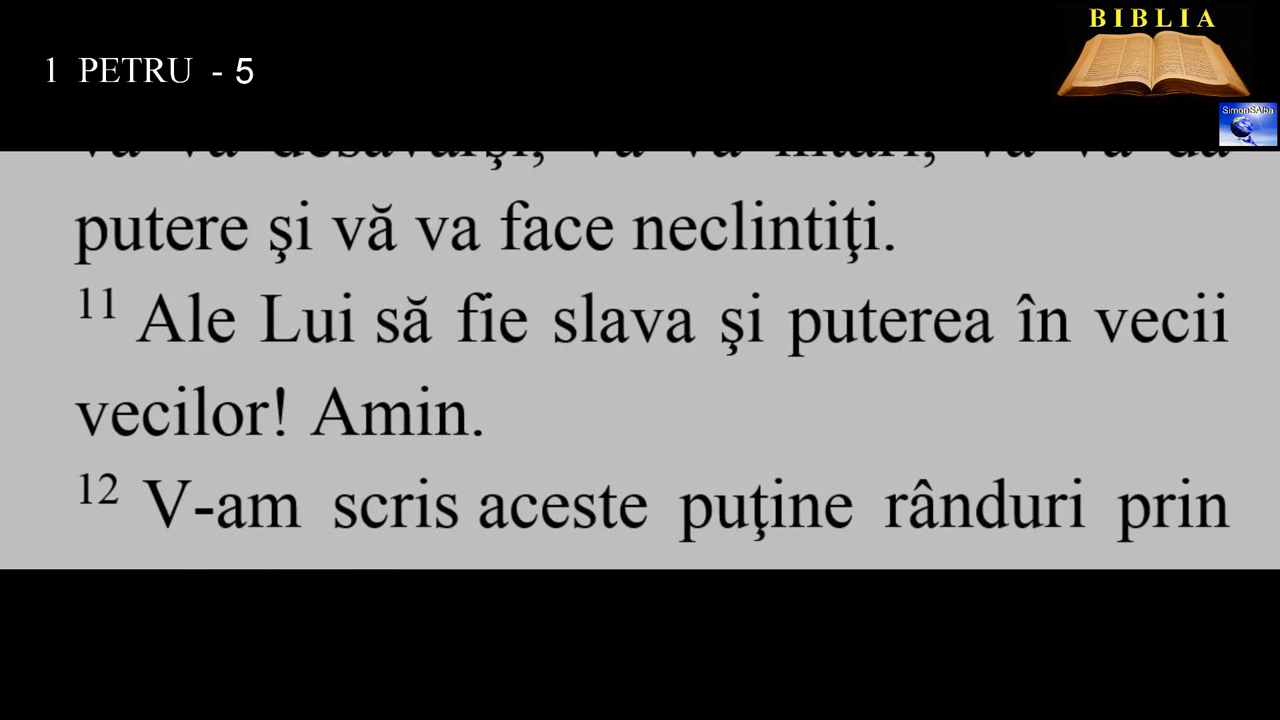 BIBLIA
1 PETRU - 5
SimonSAlba
putere şi vă va face neclintiţi.
11 Ale Lui să fie slava şi puterea în vecii
vecilor! Amin.
12 V-am scris aceste puţine rânduri prin